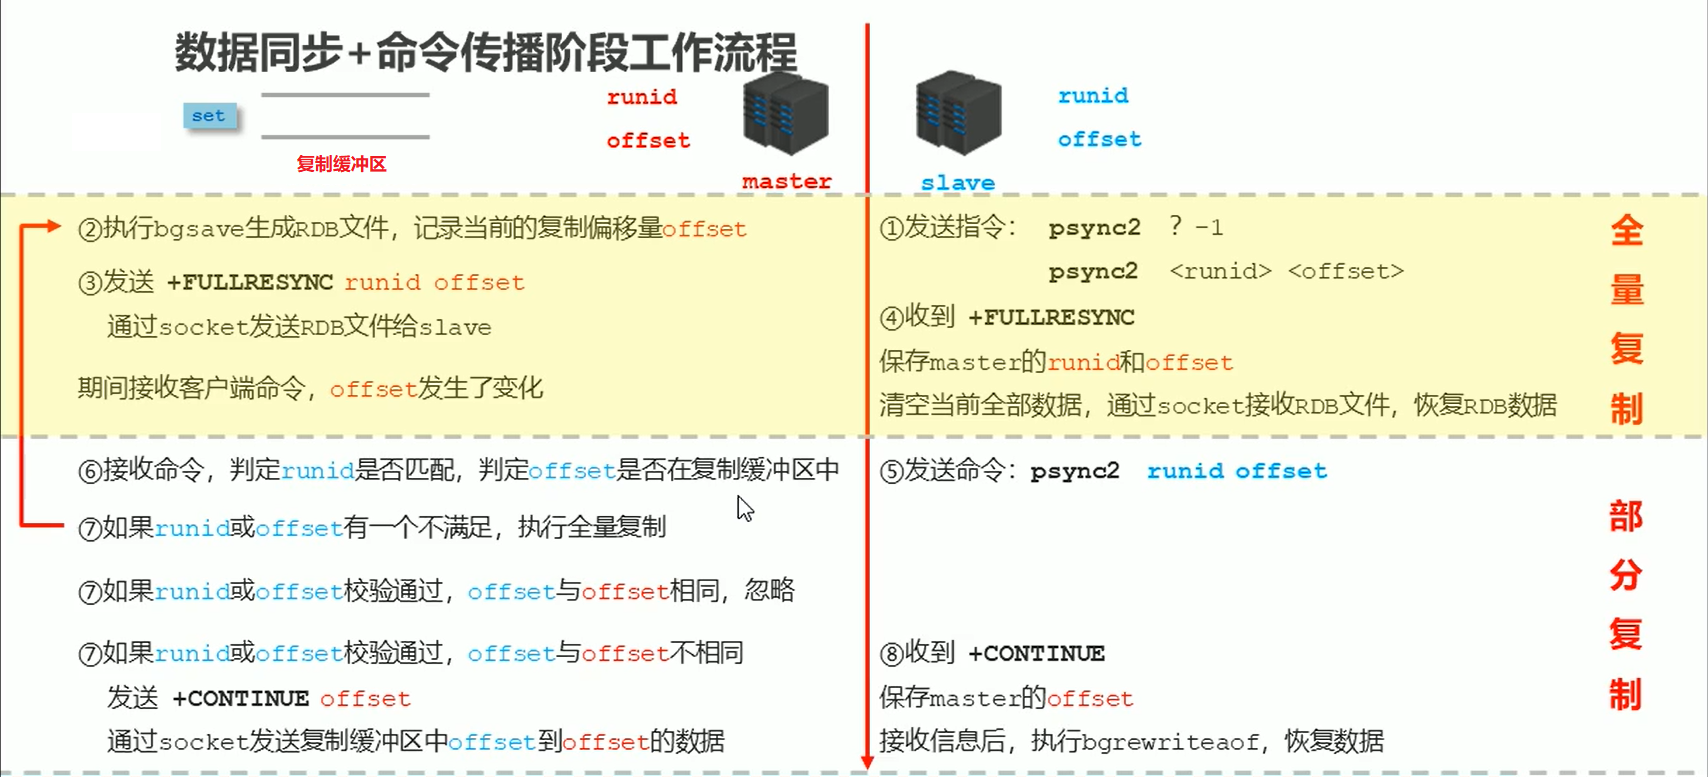 数据同步+命令传播阶段工作流程
set
复制缓冲区
runid
offset
master
runid
offset
slave
②执行bgsave生成RDB文件，记录当前的复制偏移量offset
③发送 +FULLRESYNC runid offset
通过socket发送RDB文件给slave
期间接收客户端命令，offset发生了变化
①发送指令： psync2 ? -1
psync2 <runid> <offset>
④收到 +FULLRESYNC
保存master的runid和offset
清空当前全部数据，通过socket接收RDB文件，恢复RDB数据
全
量
复
制
⑥接收命令，判定runid是否匹配，判定offset是否在复制缓冲区中
⑦如果runid或offset有一个不满足，执行全量复制
⑦如果runid或offset校验通过，offset与offset相同，忽略
⑦如果runid或offset校验通过，offset与offset不相同
发送 +CONTINUE offset
通过socket发送复制缓冲区中offset到offset的数据
⑤发送命令：psync2 runid offset
⑧收到 +CONTINUE
保存master的offset
接收信息后，执行bgrewriteaof，恢复数据
部
分
复
制